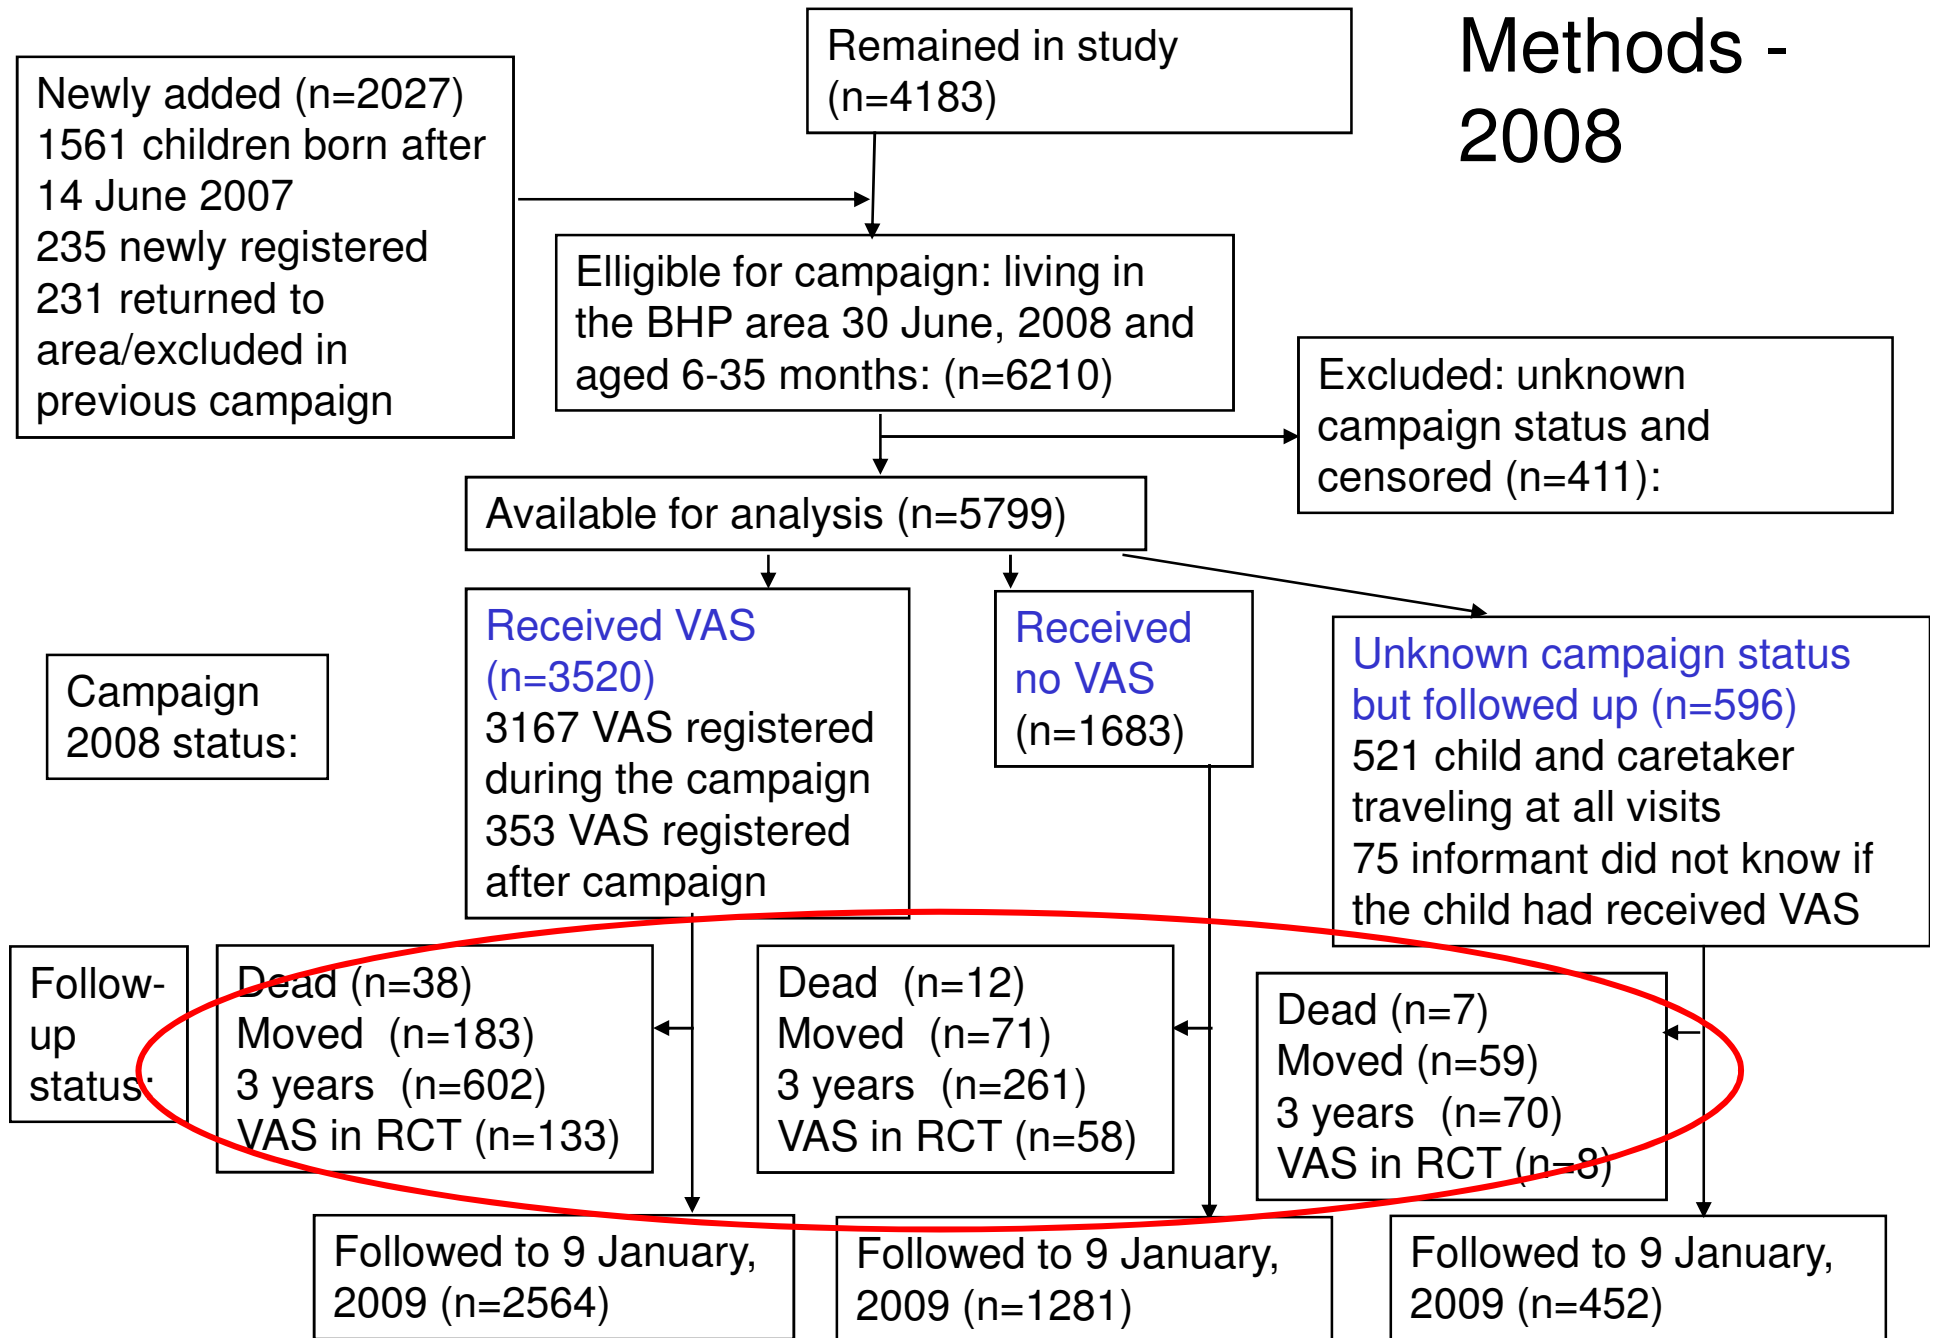 Methods -
2008
Remained in study
(n=4183)
Newly added (n=2027)
1561 children born after
14 June 2007
235 newly registered
231 returned to
area/excluded in
previous campaign
Elligible for campaign: living in
the BHP area 30 June, 2008 and
aged 6-35 months: (n=6210)
Excluded: unknown
campaign status and
censored (n=411):
Available for analysis (n=5799)
Campaign
2008 status:
Received VAS
(n=3520)
3167 VAS registered
during the campaign
353 VAS registered
after campaign
Received
no VAS
(n=1683)
Unknown campaign status
but followed up (n=596)
521 child and caretaker
traveling at all visits
75 informant did not know if
the child had received VAS
Follow-
up
status:
Dead (n=38)
Moved (n=183)
3 years (n=602)
VAS in RCT (n=133)
Dead (n=12)
Moved (n=71)
3 years (n=261)
VAS in RCT (n=58)
Dead (n=7)
Moved (n=59)
3 years (n=70)
VAS in RCT (n=8)
Followed to 9 January,
2009 (n=2564)
Followed to 9 January,
2009 (n=1281)
Followed to 9 January,
2009 (n=452)